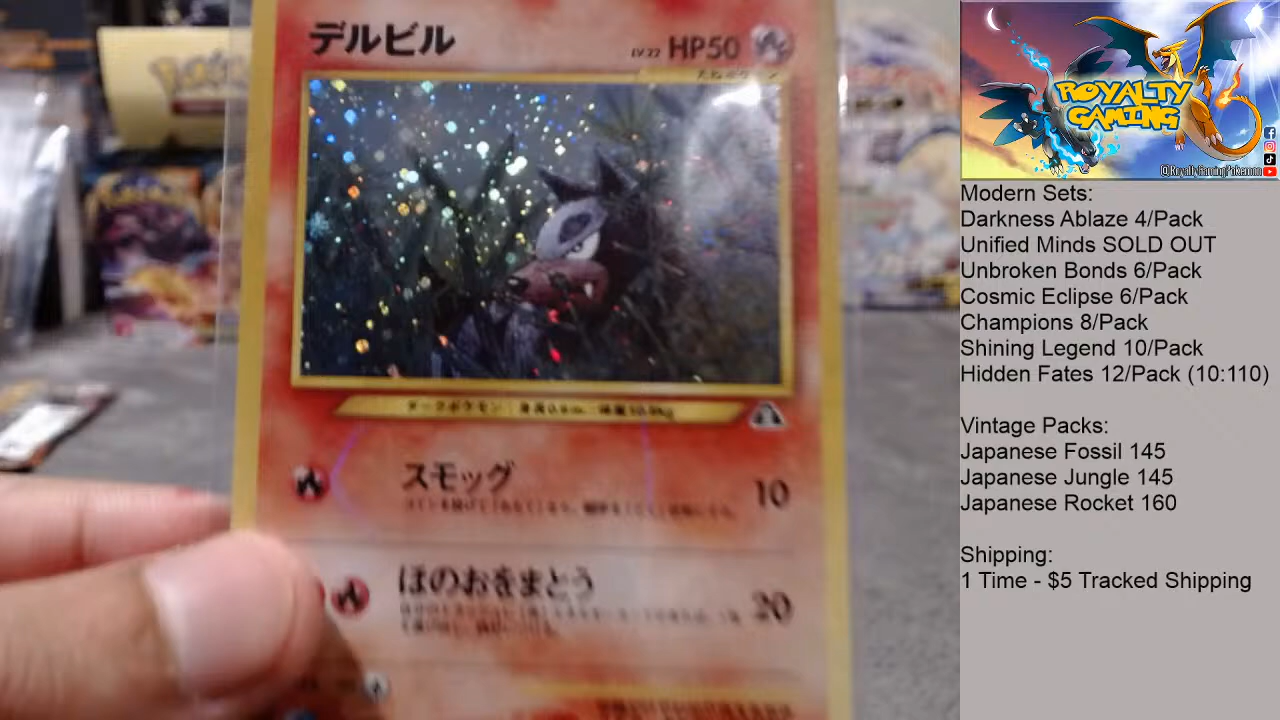 デルビル
LV.22 HP50
スモッグ
10
ほのおをまとう
20
ROYALTY
GAMING
@RoyaltyGamingPokemon
Modern Sets:
Darkness Ablaze 4/Pack
Unified Minds SOLD OUT
Unbroken Bonds 6/Pack
Cosmic Eclipse 6/Pack
Champions 8/Pack
Shining Legend 10/Pack
Hidden Fates 12/Pack (10:110)
Vintage Packs:
Japanese Fossil 145
Japanese Jungle 145
Japanese Rocket 160
Shipping:
1 Time - $5 Tracked Shipping